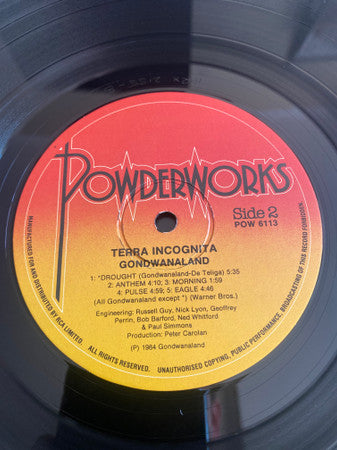 POWDERWORKS
Side 2
POW 6113
TERRA INCOGNITA
GONDWANALAND
1: *DROUGHT (Gondwanaland-De Teliga) 5:35
2: ANTHEM 4:10; 3: MORNING 1:59
4: PULSE 4:59; 5: EAGLE 4:46
(All Gondwanaland except *) (Warner Bros.)
Engineering: Russell Guy, Nick Lyon, Geoffrey
Perrin, Bob Barford, Ned Whitford
& Paul Simmons
Production: Peter Carolan
(P) 1984 Gondwanaland
MANUFACTURED FOR AND DISTRIBUTED BY RCA LIMITED. ALL RIGHTS RESERVED. UNAUTHORISED COPYING, PUBLIC PERFORMANCE, BROADCASTING OF THIS RECORD FORBIDDEN.